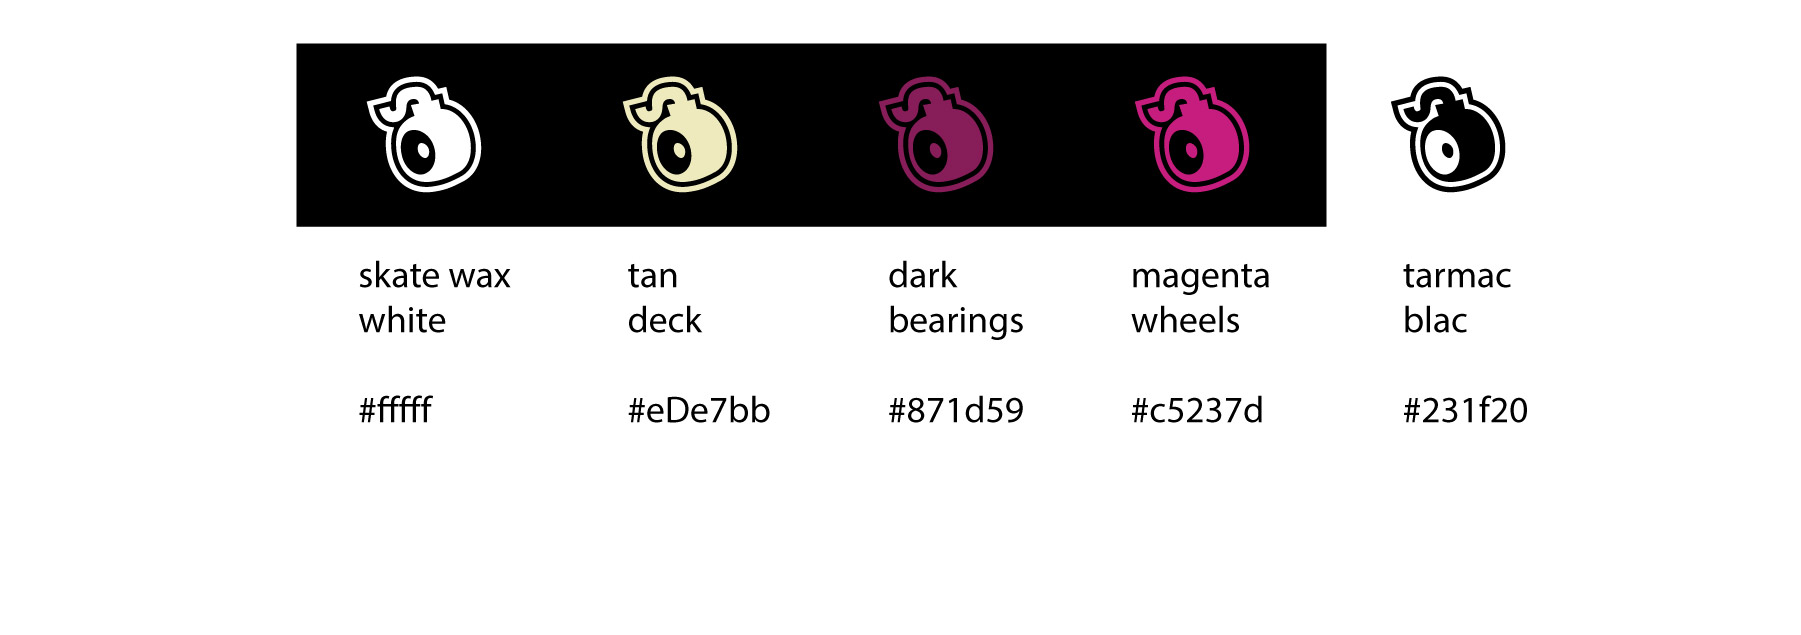 skate wax
white
#fffff
tan
deck
#eDe7bb
dark
bearings
#871d59
magenta
wheels
#c5237d
tarmac
blac
#231f20